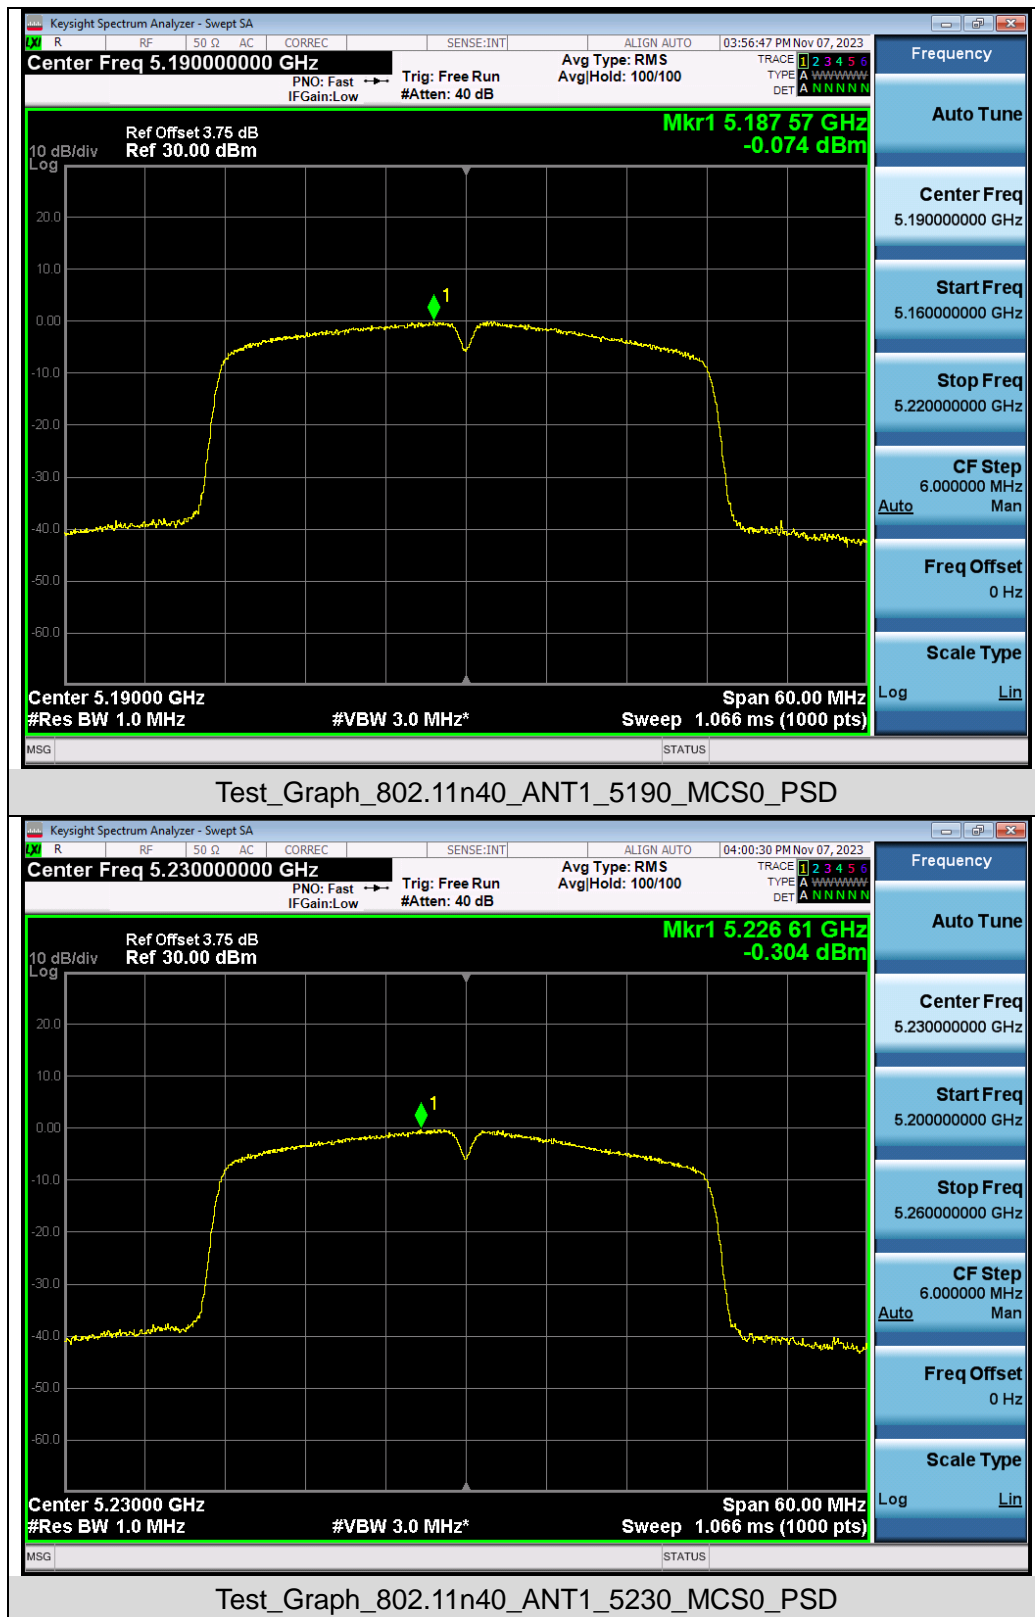 Keysight Spectrum Analyzer - Swept SA
LXI R RF 50 Ω AC CORREC SENSE:INT ALIGN AUTO 03:56:47 PM Nov 07, 2023
Center Freq 5.190000000 GHz
PNO: Fast
IFGain:Low
Trig: Free Run
#Atten: 40 dB
Avg Type: RMS
Avg|Hold: 100/100
TRACE 1 2 3 4 5 6
TYPE A WWWWW
DET A N N N N N
Frequency
Ref Offset 3.75 dB
Ref 30.00 dBm
10 dB/div
Log
Mkr1 5.187 57 GHz
-0.074 dBm
20.0
10.0
0.00
-10.0
-20.0
-30.0
-40.0
-50.0
-60.0
1
Center 5.19000 GHz
#Res BW 1.0 MHz
#VBW 3.0 MHz*
Span 60.00 MHz
Sweep 1.066 ms (1000 pts)
Auto Tune
Center Freq
5.190000000 GHz
Start Freq
5.160000000 GHz
Stop Freq
5.220000000 GHz
CF Step
6.000000 MHz
Auto Man
Freq Offset
0 Hz
Scale Type
Log Lin
MSG STATUS
Test_Graph_802.11n40_ANT1_5190_MCS0_PSD
Keysight Spectrum Analyzer - Swept SA
LXI R RF 50 Ω AC CORREC SENSE:INT ALIGN AUTO 04:00:30 PM Nov 07, 2023
Center Freq 5.230000000 GHz
PNO: Fast
IFGain:Low
Trig: Free Run
#Atten: 40 dB
Avg Type: RMS
Avg|Hold: 100/100
TRACE 1 2 3 4 5 6
TYPE A WWWWW
DET A N N N N N
Frequency
Ref Offset 3.75 dB
Ref 30.00 dBm
10 dB/div
Log
Mkr1 5.226 61 GHz
-0.304 dBm
20.0
10.0
0.00
-10.0
-20.0
-30.0
-40.0
-50.0
-60.0
1
Center 5.23000 GHz
#Res BW 1.0 MHz
#VBW 3.0 MHz*
Span 60.00 MHz
Sweep 1.066 ms (1000 pts)
Auto Tune
Center Freq
5.230000000 GHz
Start Freq
5.200000000 GHz
Stop Freq
5.260000000 GHz
CF Step
6.000000 MHz
Auto Man
Freq Offset
0 Hz
Scale Type
Log Lin
MSG STATUS
Test_Graph_802.11n40_ANT1_5230_MCS0_PSD